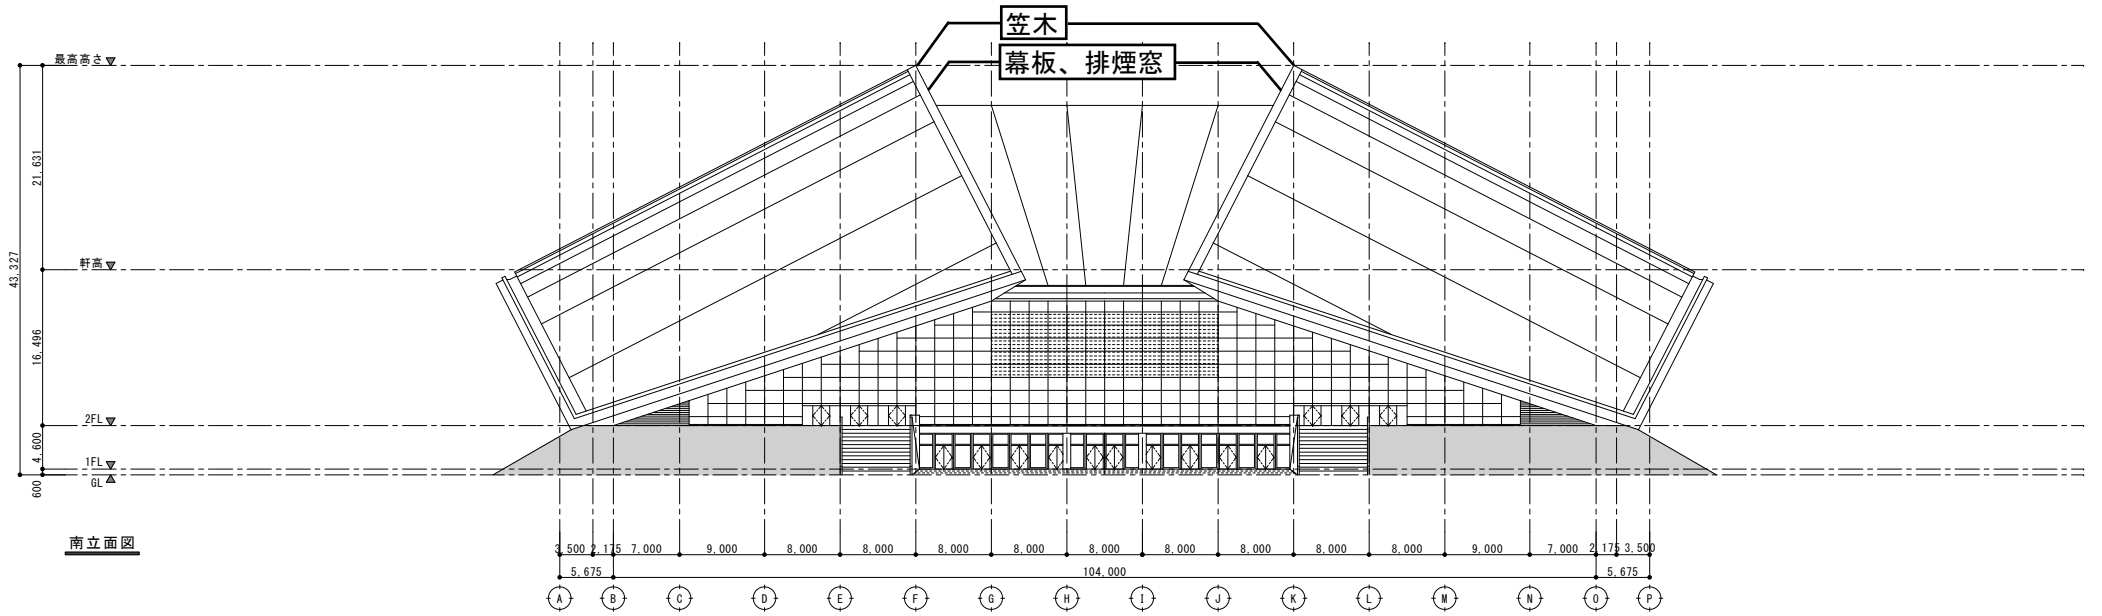 笠木
幕板、排煙窓
最高高さ
21,631
43,327
軒高
16,496
2FL
4,600
1FL
600
GL
南立面図
3,500 2,175 7,000 9,000 8,000 8,000 8,000 8,000 8,000 8,000 8,000 8,000 8,000 9,000 7,000 2,175 3,500
5,675 104,000 5,675
A B C D E F G H I J K L M N O P